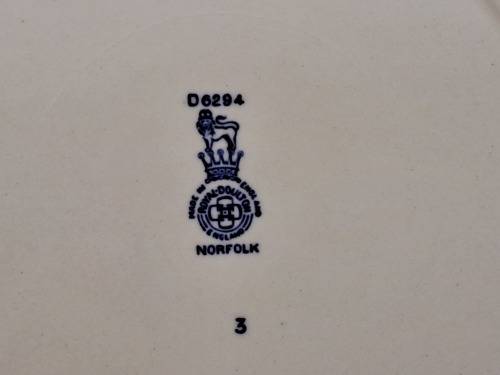 D6294
MADE IN ENGLAND
ROYAL DOULTON
ENGLAND
NORFOLK
3